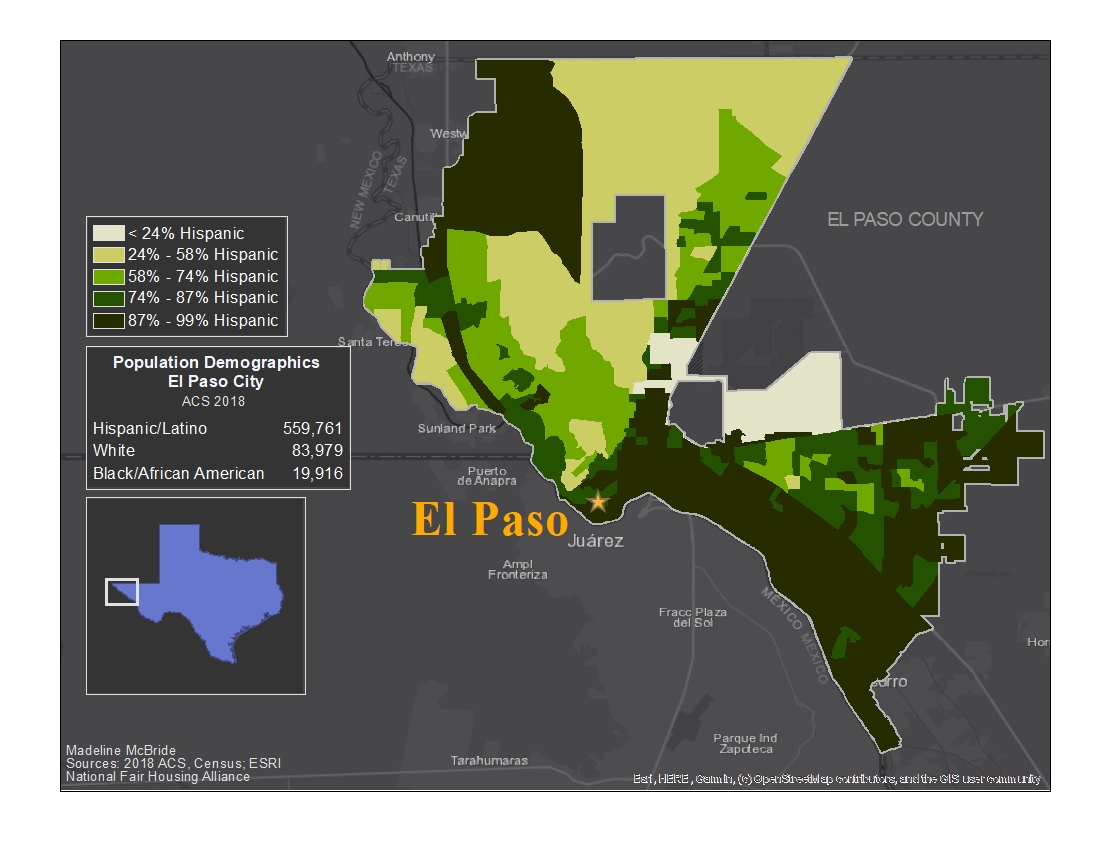 Anthony
TEXAS
Westw
NEW MEXICO
TEXAS
Canutil
EL PASO COUNTY
< 24% Hispanic
24% - 58% Hispanic
58% - 74% Hispanic
74% - 87% Hispanic
87% - 99% Hispanic
Santa Tere
Population Demographics
El Paso City
ACS 2018
Hispanic/Latino 559,761
White 83,979
Black/African American 19,916
Sunland Park
Puerto
de Anapra
El Paso
Juárez
Ampl
Fronteriza
Fracc Plaza
del Sol
MÉXICO MEXICO
Hor
orro
Parque Ind
Zapoteca
Tarahumaras
Madeline McBride
Sources: 2018 ACS, Census; ESRI
National Fair Housing Alliance
Esri, HERE, Garmin, (c) OpenStreetMap contributors, and the GIS user community